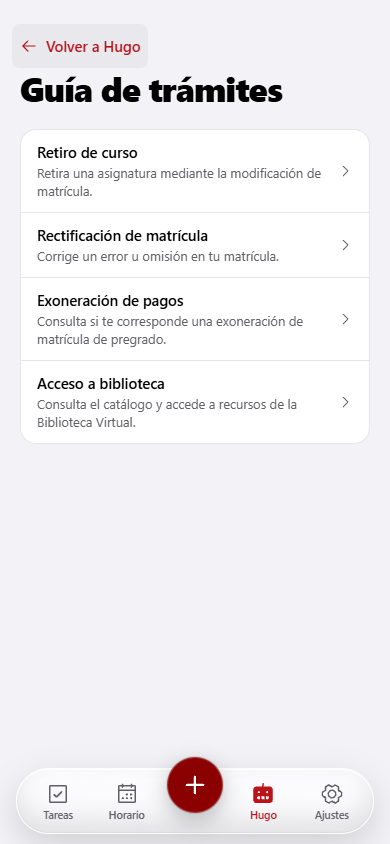 Volver a Hugo
Guía de trámites
Retiro de curso
Retira una asignatura mediante la modificación de
matrícula.
Rectificación de matrícula
Corrige un error u omisión en tu matrícula.
Exoneración de pagos
Consulta si te corresponde una exoneración de
matrícula de pregrado.
Acceso a biblioteca
Consulta el catálogo y accede a recursos de la
Biblioteca Virtual.
Tareas
Horario
Hugo
Ajustes